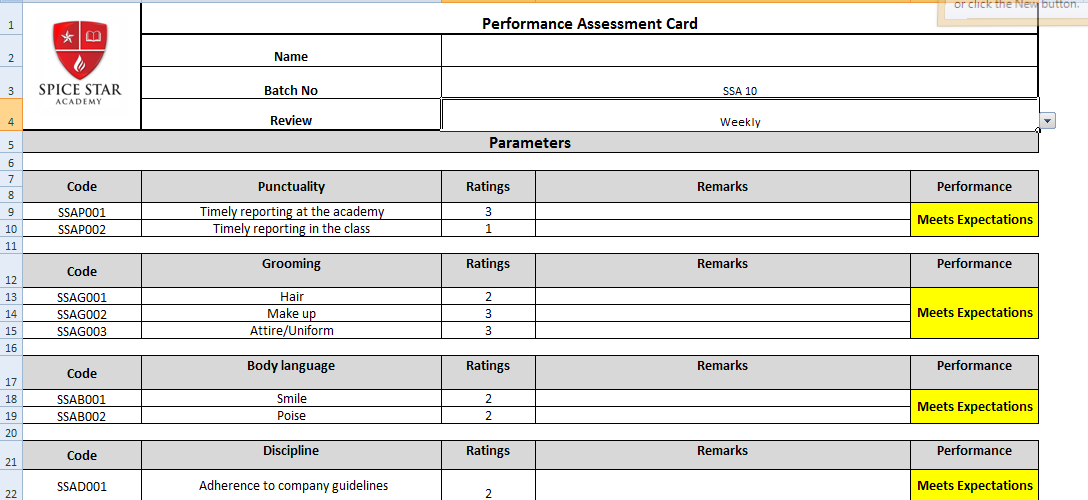 or click the New button.
1 Performance Assessment Card
SPICE STAR
ACADEMY
2 Name
3 Batch No SSA 10
4 Review Weekly
5 Parameters
6
7
8
Code Punctuality Ratings Remarks Performance
9 SSAP001 Timely reporting at the academy 3
10 SSAP002 Timely reporting in the class 1
Meets Expectations
11
12 Code Grooming Ratings Remarks Performance
13 SSAG001 Hair 2
14 SSAG002 Make up 3 Meets Expectations
15 SSAG003 Attire/Uniform 3
16
17 Code Body language Ratings Remarks Performance
18 SSAB001 Smile 2
19 SSAB002 Poise 2
Meets Expectations
20
21 Code Discipline Ratings Remarks Performance
22 SSAD001 Adherence to company guidelines 2 Meets Expectations